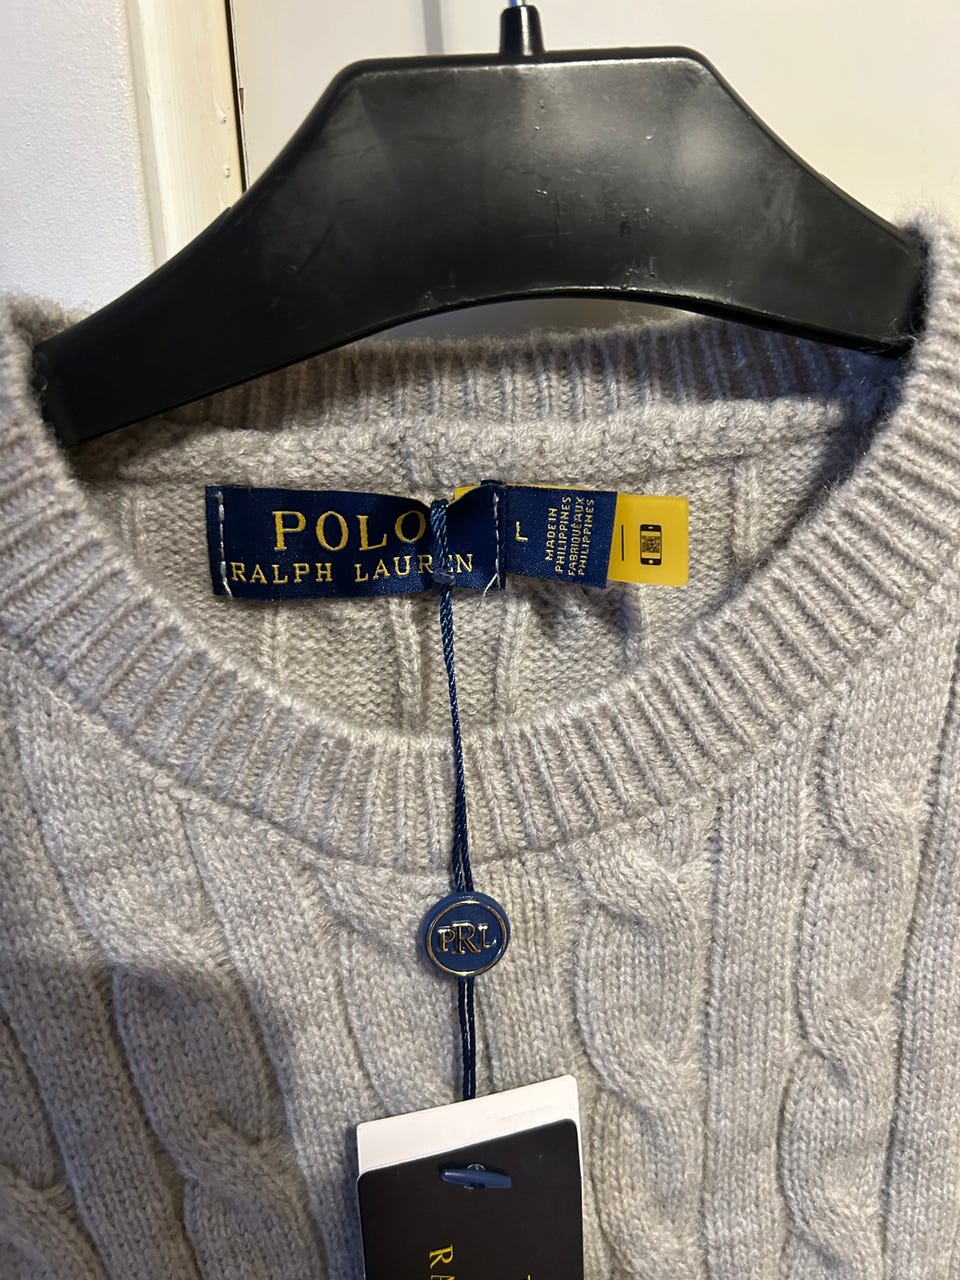 POLO
RALPH LAUREN
L
MADE IN
PHILIPPINES
FABRIQUÉ AUX
PHILIPPINES
PRL